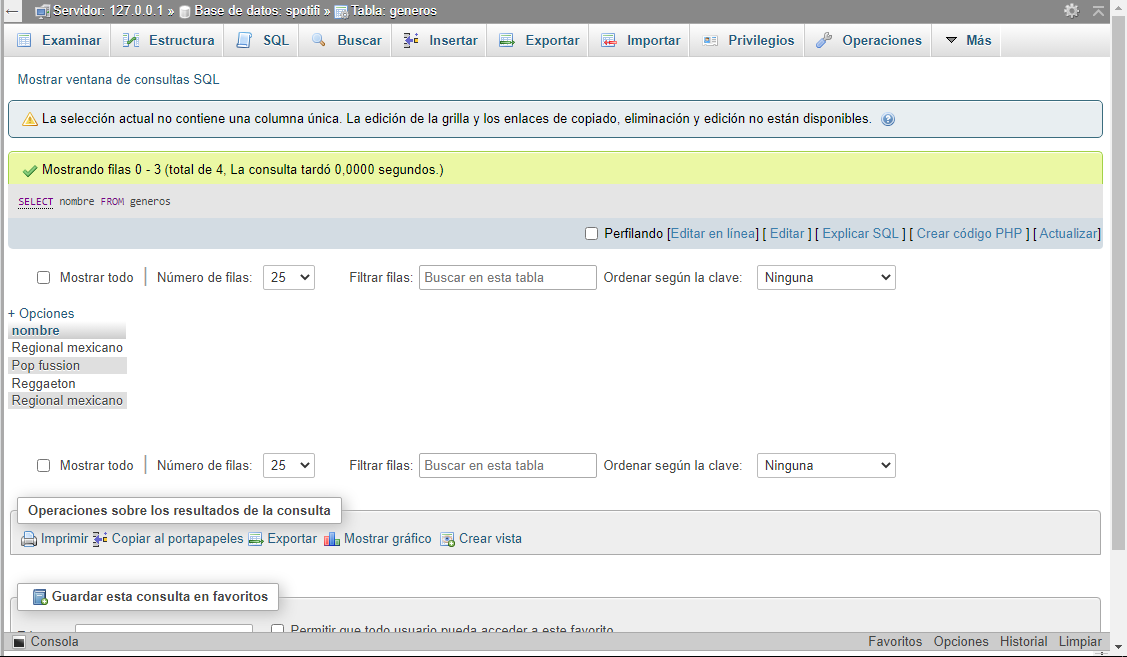 Servidor: 127.0.0.1 » Base de datos: spotifi » Tabla: generos
Examinar Estructura SQL Buscar Insertar Exportar Importar Privilegios Operaciones Más
Mostrar ventana de consultas SQL
La selección actual no contiene una columna única. La edición de la grilla y los enlaces de copiado, eliminación y edición no están disponibles.
Mostrando filas 0 - 3 (total de 4, La consulta tardó 0,0000 segundos.)
SELECT nombre FROM generos
Perfilando [Editar en línea] [ Editar ] [ Explicar SQL ] [ Crear código PHP ] [ Actualizar]
Mostrar todo Número de filas: 25 Filtrar filas: Buscar en esta tabla Ordenar según la clave: Ninguna
+ Opciones
nombre
Regional mexicano
Pop fussion
Reggaeton
Regional mexicano
Mostrar todo Número de filas: 25 Filtrar filas: Buscar en esta tabla Ordenar según la clave: Ninguna
Operaciones sobre los resultados de la consulta
Imprimir Copiar al portapapeles Exportar Mostrar gráfico Crear vista
Guardar esta consulta en favoritos
Permitir que todo usuario pueda acceder a este favorito
Consola Favoritos Opciones Historial Limpiar